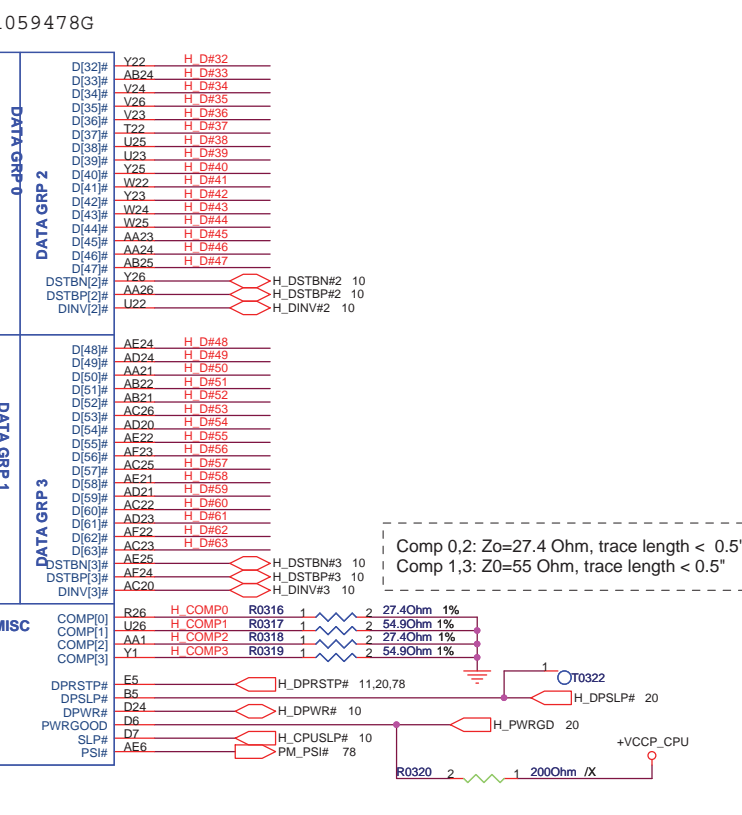 1059478G
DATA GRP 0
DATA GRP 2
D[32]# Y22 H_D#32
D[33]# AB24 H_D#33
D[34]# V24 H_D#34
D[35]# V26 H_D#35
D[36]# V23 H_D#36
D[37]# T22 H_D#37
D[38]# U25 H_D#38
D[39]# U23 H_D#39
D[40]# Y25 H_D#40
D[41]# W22 H_D#41
D[42]# Y23 H_D#42
D[43]# W24 H_D#43
D[44]# W25 H_D#44
D[45]# AA23 H_D#45
D[46]# AA24 H_D#46
D[47]# AB25 H_D#47
DSTBN[2]# Y26 H_DSTBN#2 10
DSTBP[2]# AA26 H_DSTBP#2 10
DINV[2]# U22 H_DINV#2 10
DATA GRP 1
DATA GRP 3
D[48]# AE24 H_D#48
D[49]# AD24 H_D#49
D[50]# AA21 H_D#50
D[51]# AB22 H_D#51
D[52]# AB21 H_D#52
D[53]# AC26 H_D#53
D[54]# AD20 H_D#54
D[55]# AE22 H_D#55
D[56]# AF23 H_D#56
D[57]# AC25 H_D#57
D[58]# AE21 H_D#58
D[59]# AD21 H_D#59
D[60]# AC22 H_D#60
D[61]# AD23 H_D#61
D[62]# AF22 H_D#62
D[63]# AC23 H_D#63
DSTBN[3]# AE25 H_DSTBN#3 10
DSTBP[3]# AF24 H_DSTBP#3 10
DINV[3]# AC20 H_DINV#3 10
Comp 0,2: Zo=27.4 Ohm, trace length < 0.5"
Comp 1,3: Z0=55 Ohm, trace length < 0.5"
MISC
COMP[0] R26 H_COMP0 R0316 1 2 27.4Ohm 1%
COMP[1] U26 H_COMP1 R0317 1 2 54.9Ohm 1%
COMP[2] AA1 H_COMP2 R0318 1 2 27.4Ohm 1%
COMP[3] Y1 H_COMP3 R0319 1 2 54.9Ohm 1%
1 T0322
DPRSTP# E5 H_DPRSTP# 11,20,78
DPSLP# B5 H_DPSLP# 20
DPWR# D24 H_DPWR# 10
PWRGOOD D6 H_PWRGD 20
SLP# D7 H_CPUSLP# 10
PSI# AE6 PM_PSI# 78
+VCCP_CPU
R0320 2 1 200Ohm /X